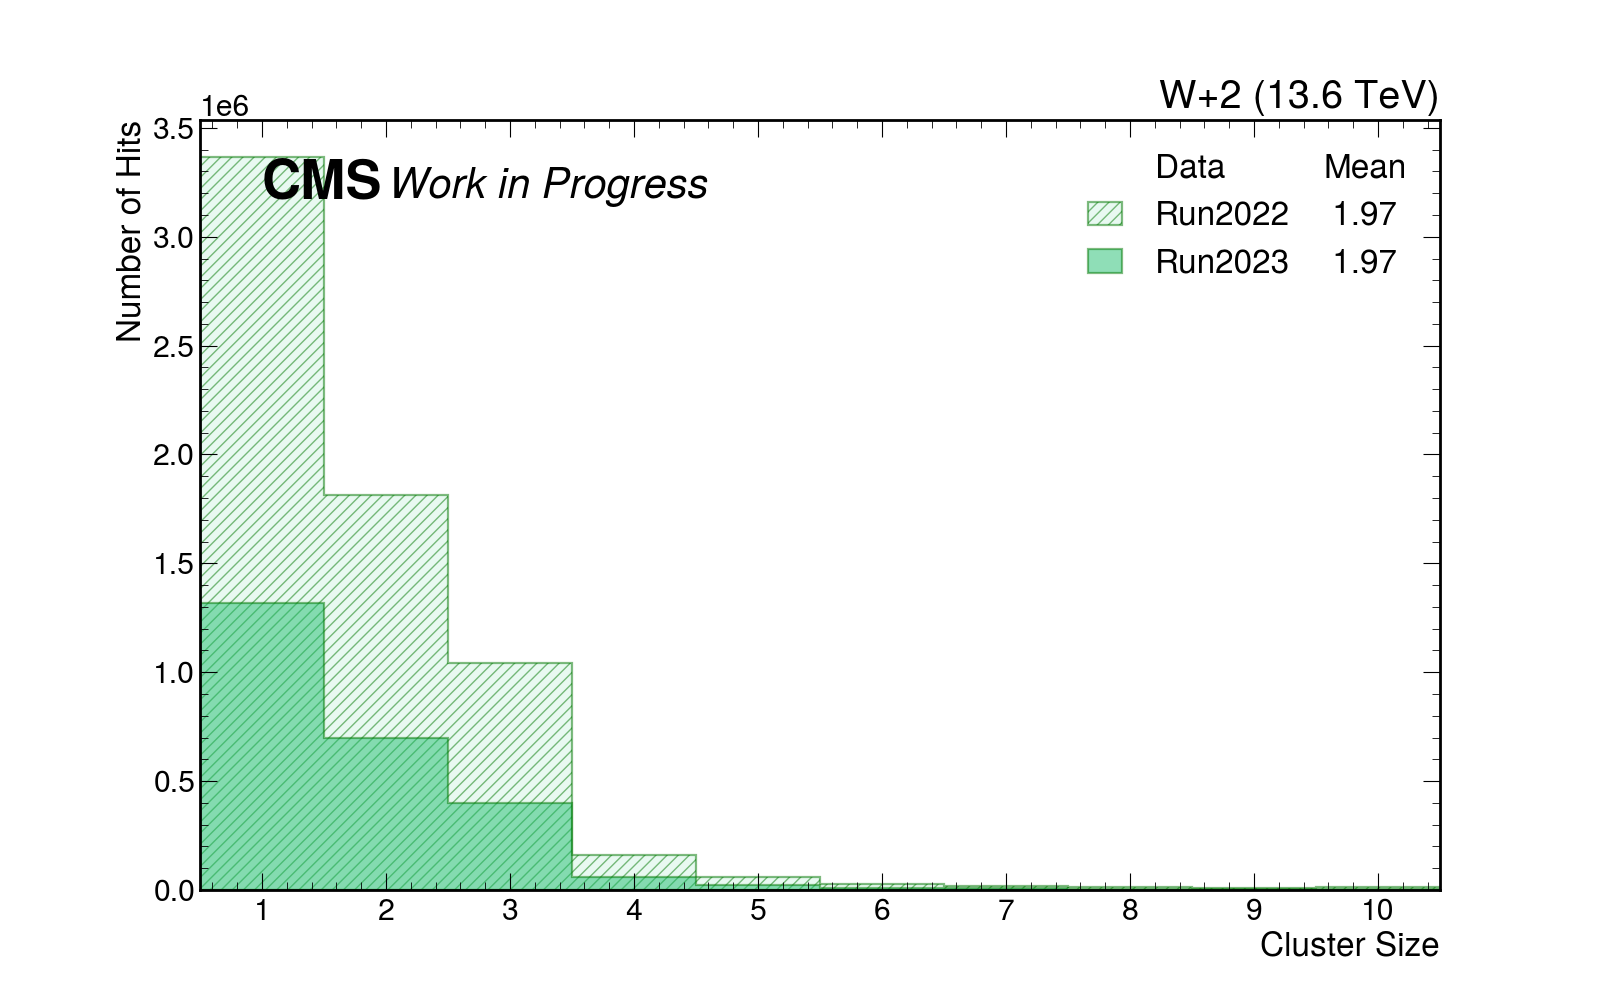 W+2 (13.6 TeV)
1e6
CMS Work in Progress
Data Mean
Run2022 1.97
Run2023 1.97
Number of Hits
3.5
3.0
2.5
2.0
1.5
1.0
0.5
0.0
1 2 3 4 5 6 7 8 9 10
Cluster Size